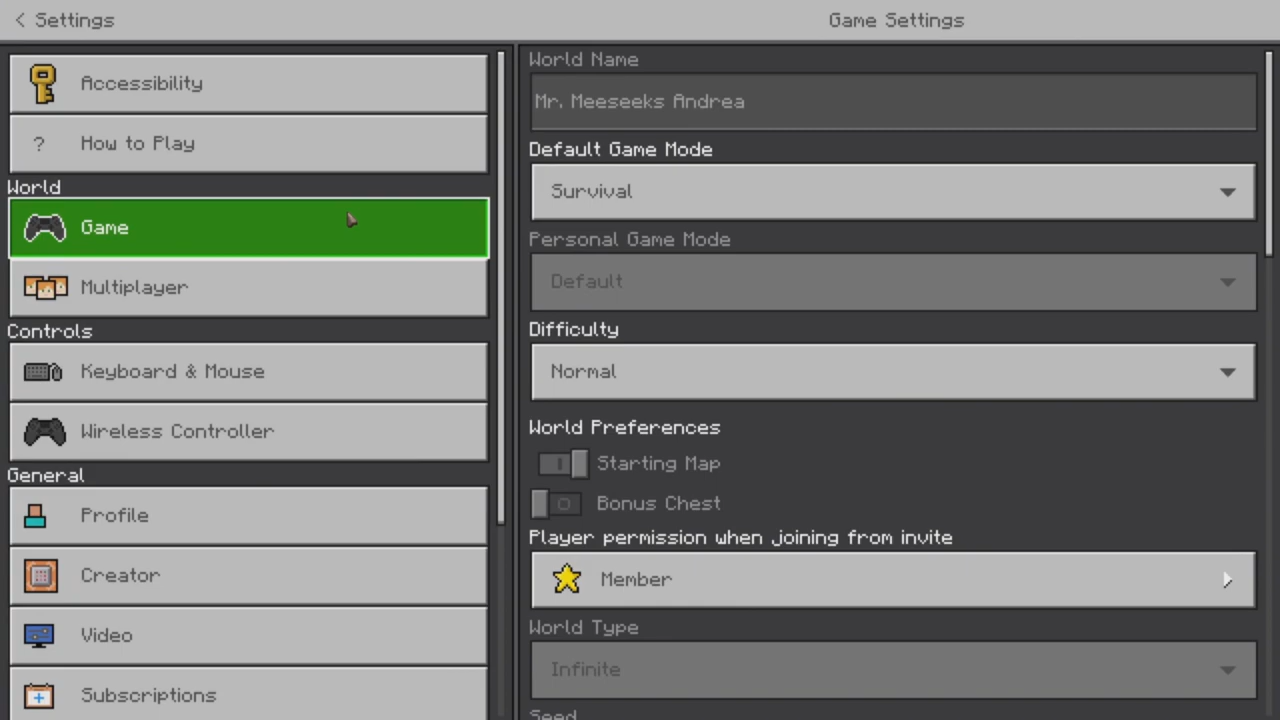 Settings
Game Settings
Accessibility
? How to Play
World
Game
Multiplayer
Controls
Keyboard & Mouse
Wireless Controller
General
Profile
Creator
Video
Subscriptions
World Name
Mr. Meeseeks Andrea
Default Game Mode
Survival
Personal Game Mode
Default
Difficulty
Normal
World Preferences
Starting Map
Bonus Chest
Player permission when joining from invite
Member
World Type
Infinite
Seed